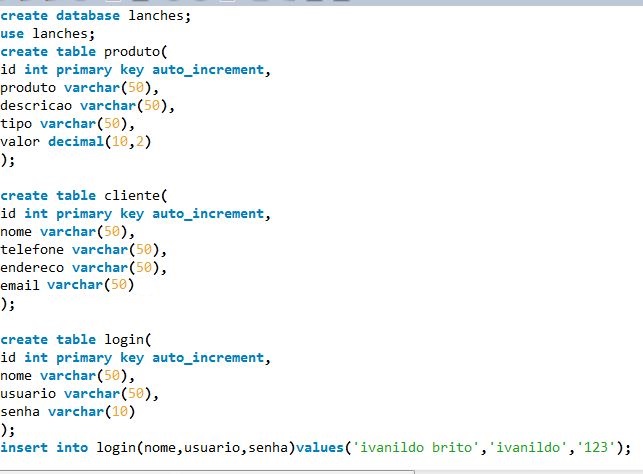 create database lanches;
use lanches;
create table produto(
id int primary key auto_increment,
produto varchar(50),
descricao varchar(50),
tipo varchar(50),
valor decimal(10,2)
);
create table cliente(
id int primary key auto_increment,
nome varchar(50),
telefone varchar(50),
endereco varchar(50),
email varchar(50)
);
create table login(
id int primary key auto_increment,
nome varchar(50),
usuario varchar(50),
senha varchar(10)
);
insert into login(nome,usuario,senha)values('ivanildo brito','ivanildo','123');